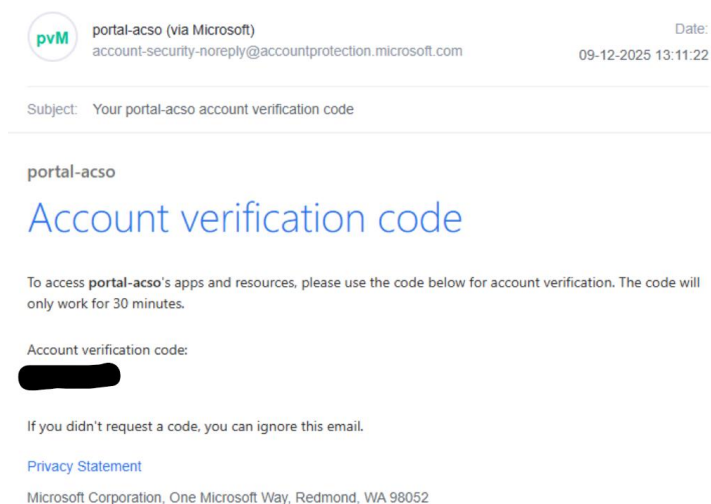 pvM
portal-acso (via Microsoft)
Date:
account-security-noreply@accountprotection.microsoft.com
09-12-2025 13:11:22
Subject: Your portal-acso account verification code
portal-acso
Account verification code
To access portal-acso's apps and resources, please use the code below for account verification. The code will
only work for 30 minutes.
Account verification code:
If you didn't request a code, you can ignore this email.
Privacy Statement
Microsoft Corporation, One Microsoft Way, Redmond, WA 98052